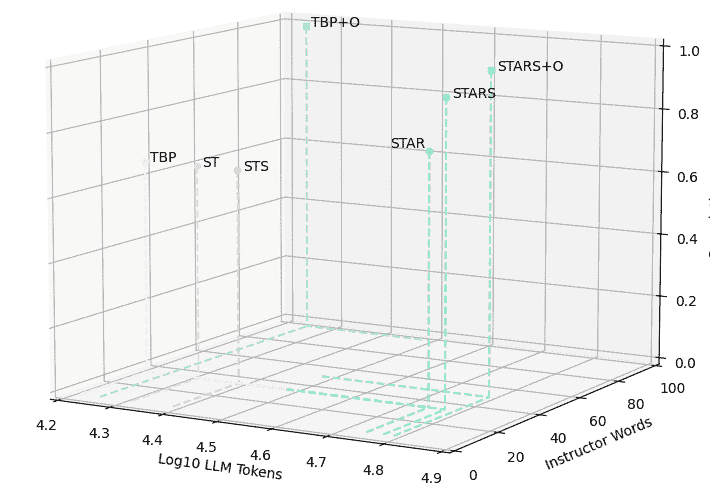 TBP+O
STARS+O
STARS
STAR
TBP
ST
STS
1.0
0.8
0.6
0.4
0.2
0.0
100
80
60
40
20
0
Instructor Words
4.2
4.3
4.4
4.5
4.6
4.7
4.8
4.9
Log10 LLM Tokens